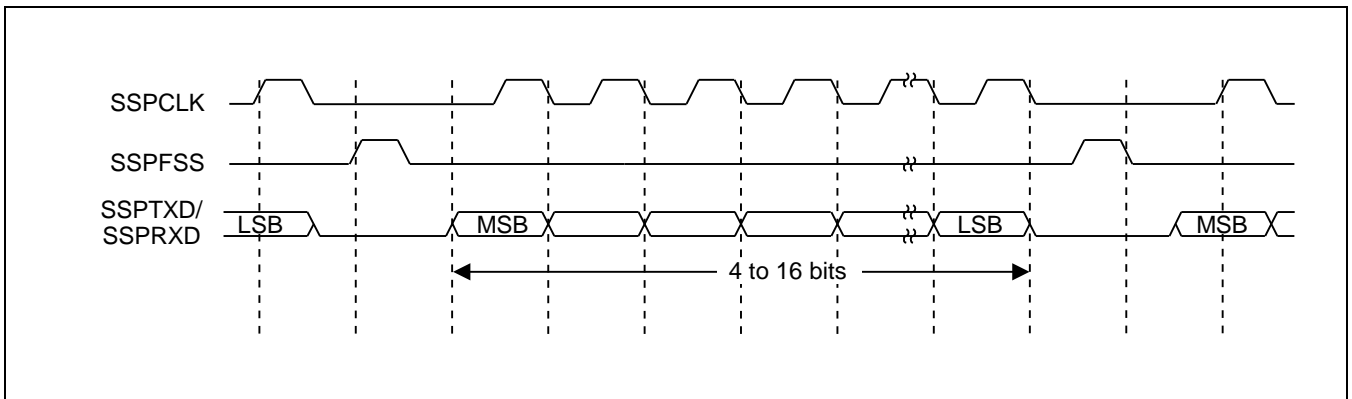 SSPCLK
SSPFSS
SSPTXD/
SSPRXD
LSB MSB LSB MSB
4 to 16 bits